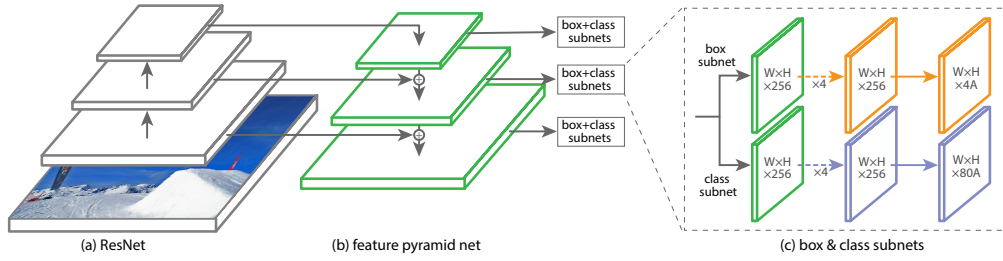 box+class
subnets
box+class
subnets
box+class
subnets
box
subnet
class
subnet
W×H
×256
×4
W×H
×256
W×H
×4A
W×H
×256
×4
W×H
×256
W×H
×80A
(a) ResNet
(b) feature pyramid net
(c) box & class subnets